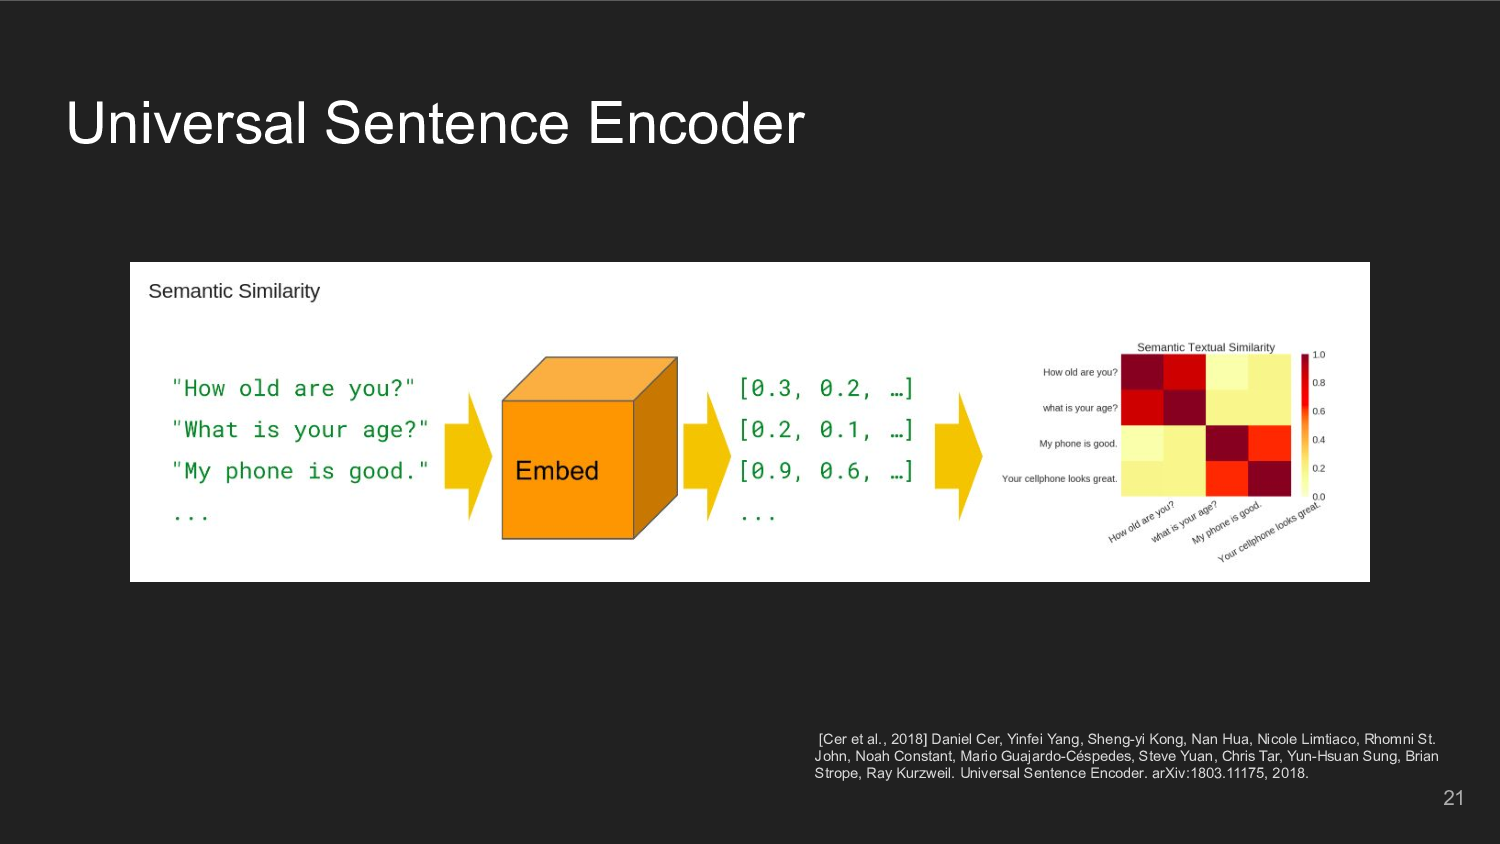 Universal Sentence Encoder
Semantic Similarity
"How old are you?"
"What is your age?"
"My phone is good."
...
Embed
[0.3, 0.2, …]
[0.2, 0.1, …]
[0.9, 0.6, …]
...
Semantic Textual Similarity
How old are you?
what is your age?
My phone is good.
Your cellphone looks great.
How old are you?
what is your age?
My phone is good.
Your cellphone looks great.
1.0
0.8
0.6
0.4
0.2
0.0
[Cer et al., 2018] Daniel Cer, Yinfei Yang, Sheng-yi Kong, Nan Hua, Nicole Limtiaco, Rhomni St.
John, Noah Constant, Mario Guajardo-Céspedes, Steve Yuan, Chris Tar, Yun-Hsuan Sung, Brian
Strope, Ray Kurzweil. Universal Sentence Encoder. arXiv:1803.11175, 2018.
21